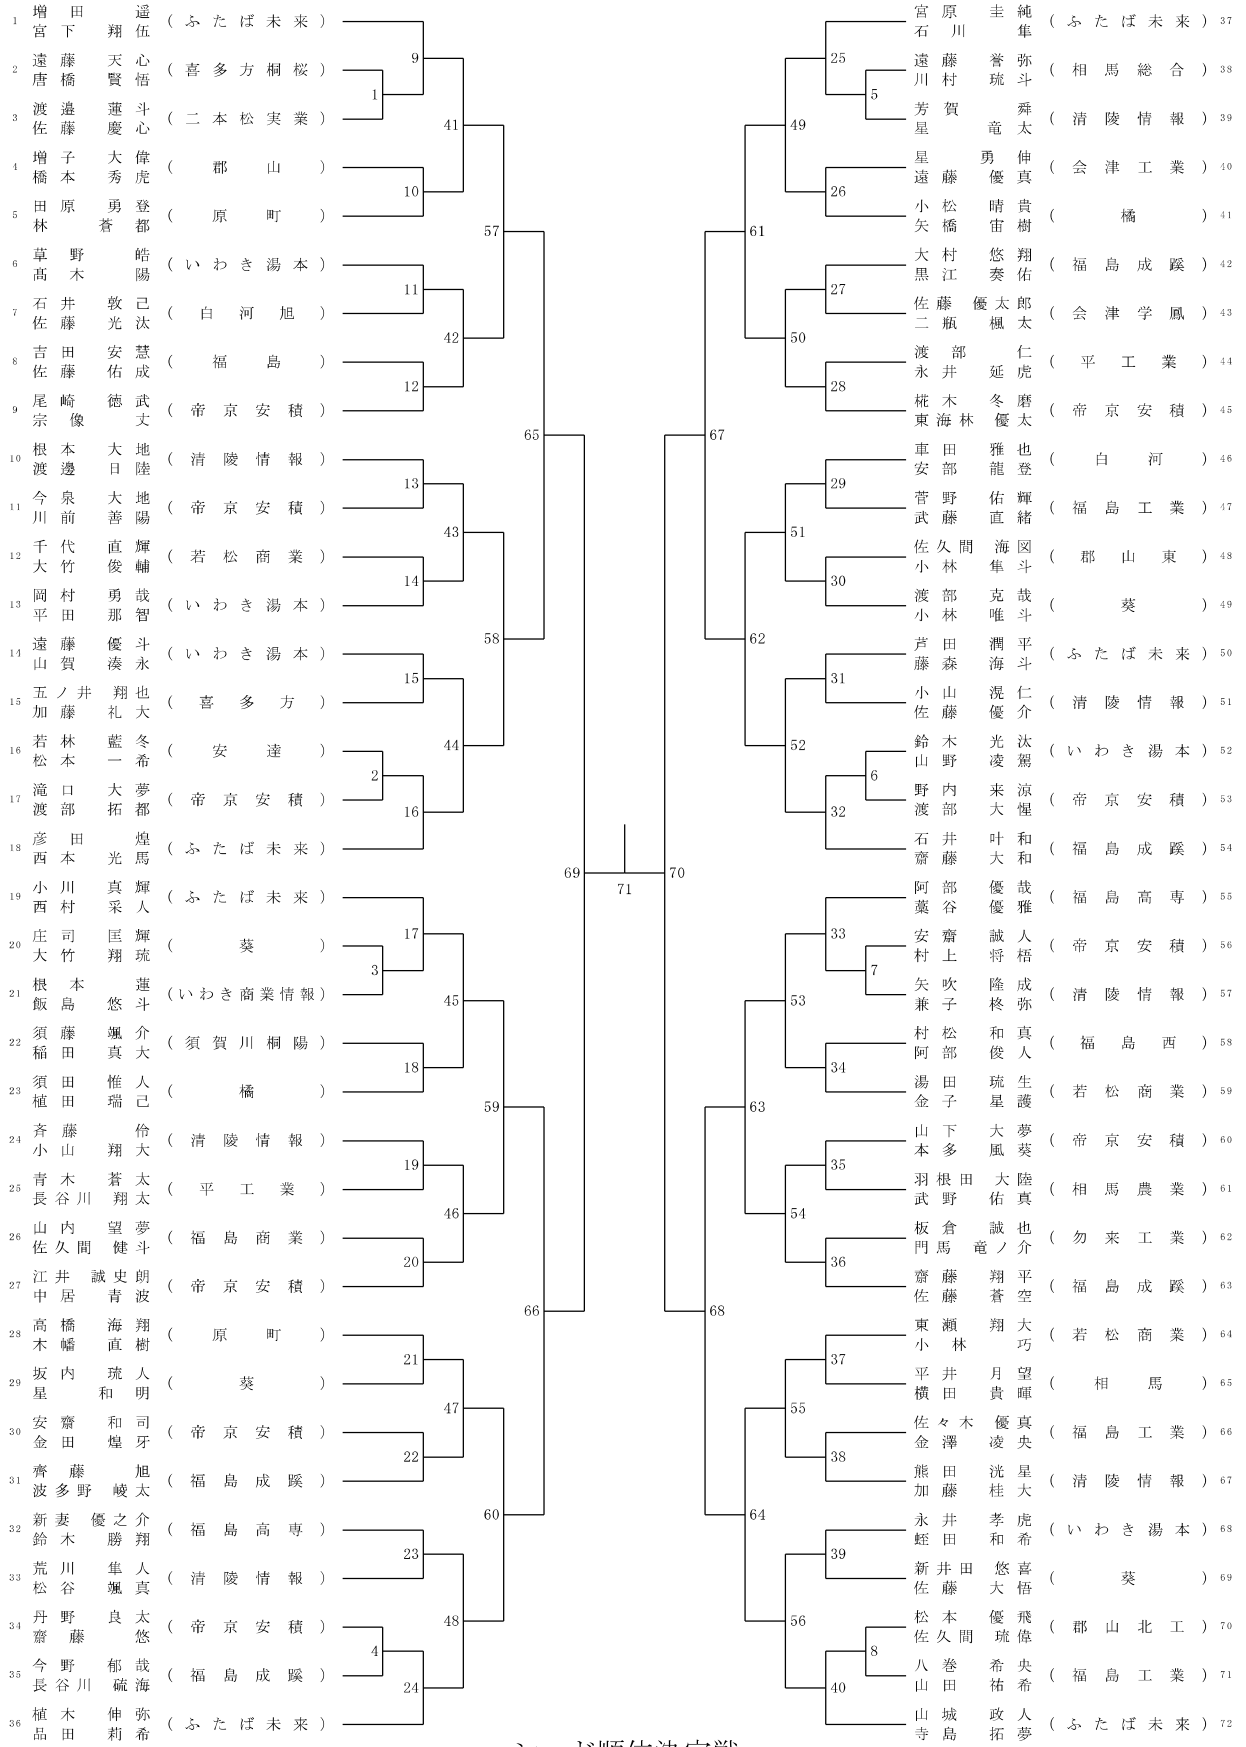 1 増田 遥 宮下 翔伍 (ふたば未来)
2 遠藤 天心 唐橋 賢悟 (喜多方桐桜)
3 渡邉 蓮斗 佐藤 慶心 (二本松実業)
4 増子 大偉 橋本 秀虎 (郡山)
5 田原 勇登 林 蒼都 (原町)
6 草野 皓 髙木 陽 (いわき湯本)
7 石井 敦己 佐藤 光汰 (白河旭)
8 吉田 安慧 佐藤 佑成 (福島)
9 尾崎 徳武 宗像 丈 (帝京安積)
10 根本 大地 渡邊 日陸 (清陵情報)
11 今泉 大地 川前 善陽 (帝京安積)
12 千代 直輝 大竹 俊輔 (若松商業)
13 岡村 勇哉 平田 那智 (いわき湯本)
14 遠藤 優斗 山賀 湊永 (いわき湯本)
15 五ノ井 翔也 加藤 礼大 (喜多方)
16 若林 藍冬 松本 一希 (安達)
17 滝口 大夢 渡部 拓都 (帝京安積)
18 彦田 煌 西本 光馬 (ふたば未来)
19 小川 真輝 西村 采人 (ふたば未来)
20 庄司 匡輝 大竹 翔琉 (葵)
21 根本 蓮 飯島 悠斗 (いわき商業情報)
22 須藤 颯介 稲田 真大 (須賀川桐陽)
23 須田 惟人 植田 瑞己 (橘)
24 斉藤 伶 小山 翔大 (清陵情報)
25 青木 蒼太 長谷川 翔太 (平工業)
26 山内 望夢 佐久間 健斗 (福島商業)
27 江井 誠史朗 中居 青波 (帝京安積)
28 高橋 海翔 木幡 直樹 (原町)
29 坂内 琉人 星 和明 (葵)
30 安齋 和司 金田 煌牙 (帝京安積)
31 齊藤 旭 波多野 崚太 (福島成蹊)
32 新妻 優之介 鈴木 勝翔 (福島高専)
33 荒川 隼人 松谷 颯真 (清陵情報)
34 丹野 良太 齋藤 悠 (帝京安積)
35 今野 郁哉 長谷川 硫海 (福島成蹊)
36 植木 伸弥 品田 莉希 (ふたば未来)
1
2
3
4
9
10
11
12
13
14
15
16
17
18
19
20
21
22
23
24
41
42
43
44
45
46
47
48
57
58
59
60
65
66
69
71
70
67
68
61
62
63
64
49
50
51
52
53
54
55
56
25
26
27
28
29
30
31
32
33
34
35
36
37
38
39
40
5
6
7
8
宮原 圭純 石川 隼 (ふたば未来) 37
遠藤 誉弥 川村 琉斗 (相馬総合) 38
芳賀 舜 星 竜太 (清陵情報) 39
星 勇伸 遠藤 優真 (会津工業) 40
小松 晴貴 矢橋 宙樹 (橘) 41
大村 悠翔 黒江 奏佑 (福島成蹊) 42
佐藤 優太郎 二瓶 楓太 (会津学鳳) 43
渡部 仁 永井 延虎 (平工業) 44
椛木 冬磨 東海林 優太 (帝京安積) 45
車田 雅也 安部 龍登 (白河) 46
菅野 佑輝 武藤 直緒 (福島工業) 47
佐久間 海図 小林 隼斗 (郡山東) 48
渡部 克哉 小林 唯斗 (葵) 49
芦田 潤平 藤森 海斗 (ふたば未来) 50
小山 滉仁 佐藤 優介 (清陵情報) 51
鈴木 光汰 山野 凌駕 (いわき湯本) 52
野内 来涼 渡部 大惺 (帝京安積) 53
石井 叶和 齋藤 大和 (福島成蹊) 54
阿部 優哉 藁谷 優雅 (福島高専) 55
安齋 誠人 村上 将梧 (帝京安積) 56
矢吹 隆成 兼子 柊弥 (清陵情報) 57
村松 和真 阿部 俊人 (福島西) 58
湯田 琉生 金子 星護 (若松商業) 59
山下 大夢 本多 風葵 (帝京安積) 60
羽根田 大陸 武野 佑真 (相馬農業) 61
板倉 誠也 門馬 竜ノ介 (勿来工業) 62
齋藤 翔平 佐藤 蒼空 (福島成蹊) 63
東瀬 翔大 小林 巧 (若松商業) 64
平井 月望 横田 貴暉 (相馬) 65
佐々木 優真 金澤 凌央 (福島工業) 66
熊田 洸星 加藤 桂大 (清陵情報) 67
永井 孝虎 蛭田 和希 (いわき湯本) 68
新井田 悠喜 佐藤 大悟 (葵) 69
松本 優飛 佐久間 琉偉 (郡山北工) 70
八巻 希央 山田 祐希 (福島工業) 71
山城 政人 寺島 拓夢 (ふたば未来) 72